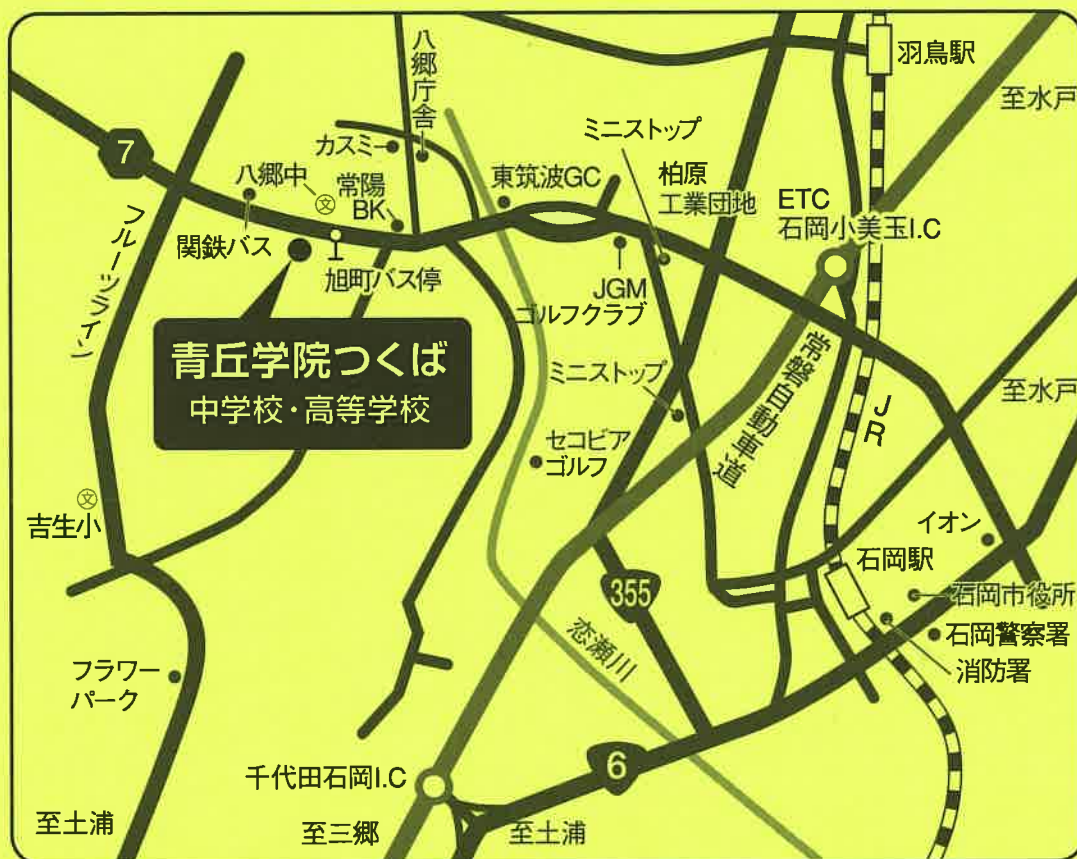 羽鳥駅
至水戸
八郷庁舎
ミニストップ
カスミ
7
八郷中
文
常陽
BK
東筑波GC
柏原
工業団地
ETC
石岡小美玉I.C
関鉄バス
旭町バス停
JGM
ゴルフクラブ
フルーツライン
青丘学院つくば
中学校・高等学校
ミニストップ
常磐自動車道
JR
至水戸
セコビア
ゴルフ
文
吉生小
イオン
石岡駅
355
石岡市役所
恋瀬川
石岡警察署
消防署
フラワー
パーク
千代田石岡I.C
6
至土浦
至三郷
至土浦